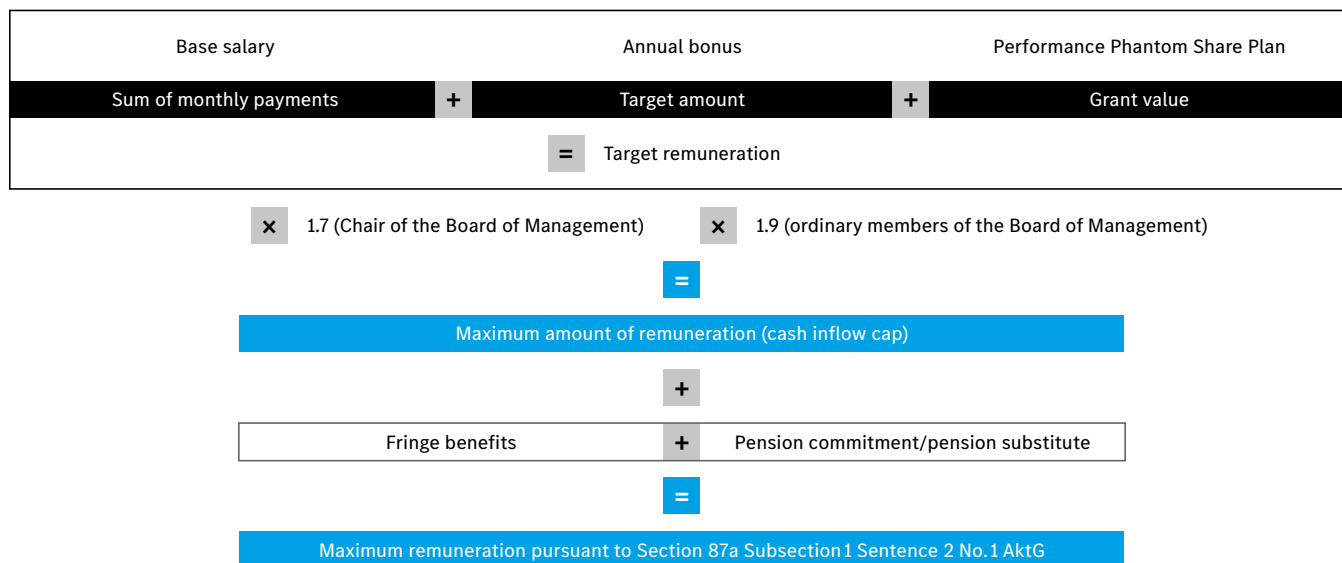 Base salary Annual bonus Performance Phantom Share Plan
Sum of monthly payments + Target amount + Grant value
= Target remuneration
× 1.7 (Chair of the Board of Management) × 1.9 (ordinary members of the Board of Management)
=
Maximum amount of remuneration (cash inflow cap)
+
Fringe benefits + Pension commitment/pension substitute
=
Maximum remuneration pursuant to Section 87a Subsection 1 Sentence 2 No. 1 AktG